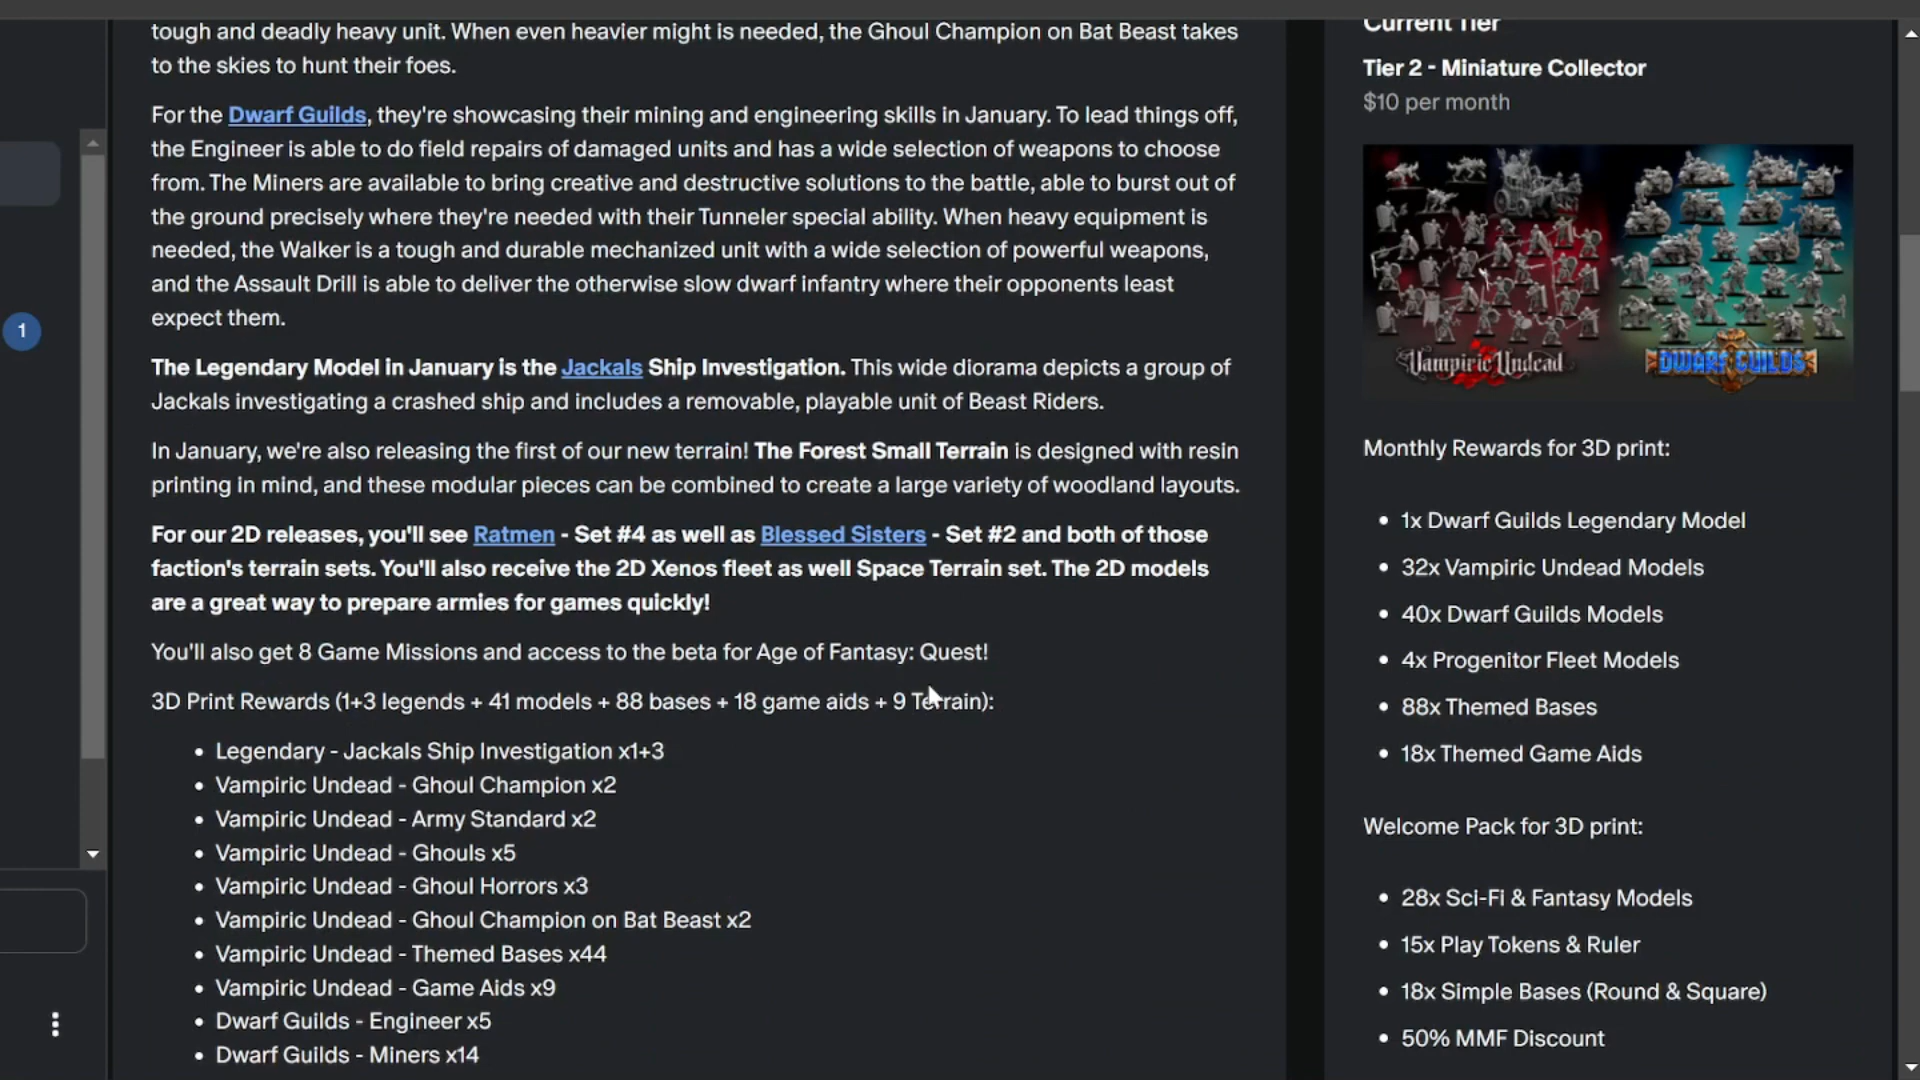 tough and deadly heavy unit. When even heavier might is needed, the Ghoul Champion on Bat Beast takes
to the skies to hunt their foes.
For the Dwarf Guilds, they're showcasing their mining and engineering skills in January. To lead things off,
the Engineer is able to do field repairs of damaged units and has a wide selection of weapons to choose
from. The Miners are available to bring creative and destructive solutions to the battle, able to burst out of
the ground precisely where they're needed with their Tunneler special ability. When heavy equipment is
needed, the Walker is a tough and durable mechanized unit with a wide selection of powerful weapons,
and the Assault Drill is able to deliver the otherwise slow dwarf infantry where their opponents least
expect them.
1
The Legendary Model in January is the Jackals Ship Investigation. This wide diorama depicts a group of
Jackals investigating a crashed ship and includes a removable, playable unit of Beast Riders.
In January, we're also releasing the first of our new terrain! The Forest Small Terrain is designed with resin
printing in mind, and these modular pieces can be combined to create a large variety of woodland layouts.
For our 2D releases, you'll see Ratmen - Set #4 as well as Blessed Sisters - Set #2 and both of those
faction's terrain sets. You'll also receive the 2D Xenos fleet as well Space Terrain set. The 2D models
are a great way to prepare armies for games quickly!
You'll also get 8 Game Missions and access to the beta for Age of Fantasy: Quest!
3D Print Rewards (1+3 legends + 41 models + 88 bases + 18 game aids + 9 Terrain):
• Legendary - Jackals Ship Investigation x1+3
• Vampiric Undead - Ghoul Champion x2
• Vampiric Undead - Army Standard x2
• Vampiric Undead - Ghouls x5
• Vampiric Undead - Ghoul Horrors x3
• Vampiric Undead - Ghoul Champion on Bat Beast x2
• Vampiric Undead - Themed Bases x44
• Vampiric Undead - Game Aids x9
• Dwarf Guilds - Engineer x5
• Dwarf Guilds - Miners x14
Current Tier
Tier 2 - Miniature Collector
$10 per month
Vampiric Undead
DWARF GUILDS
Monthly Rewards for 3D print:
• 1x Dwarf Guilds Legendary Model
• 32x Vampiric Undead Models
• 40x Dwarf Guilds Models
• 4x Progenitor Fleet Models
• 88x Themed Bases
• 18x Themed Game Aids
Welcome Pack for 3D print:
• 28x Sci-Fi & Fantasy Models
• 15x Play Tokens & Ruler
• 18x Simple Bases (Round & Square)
• 50% MMF Discount